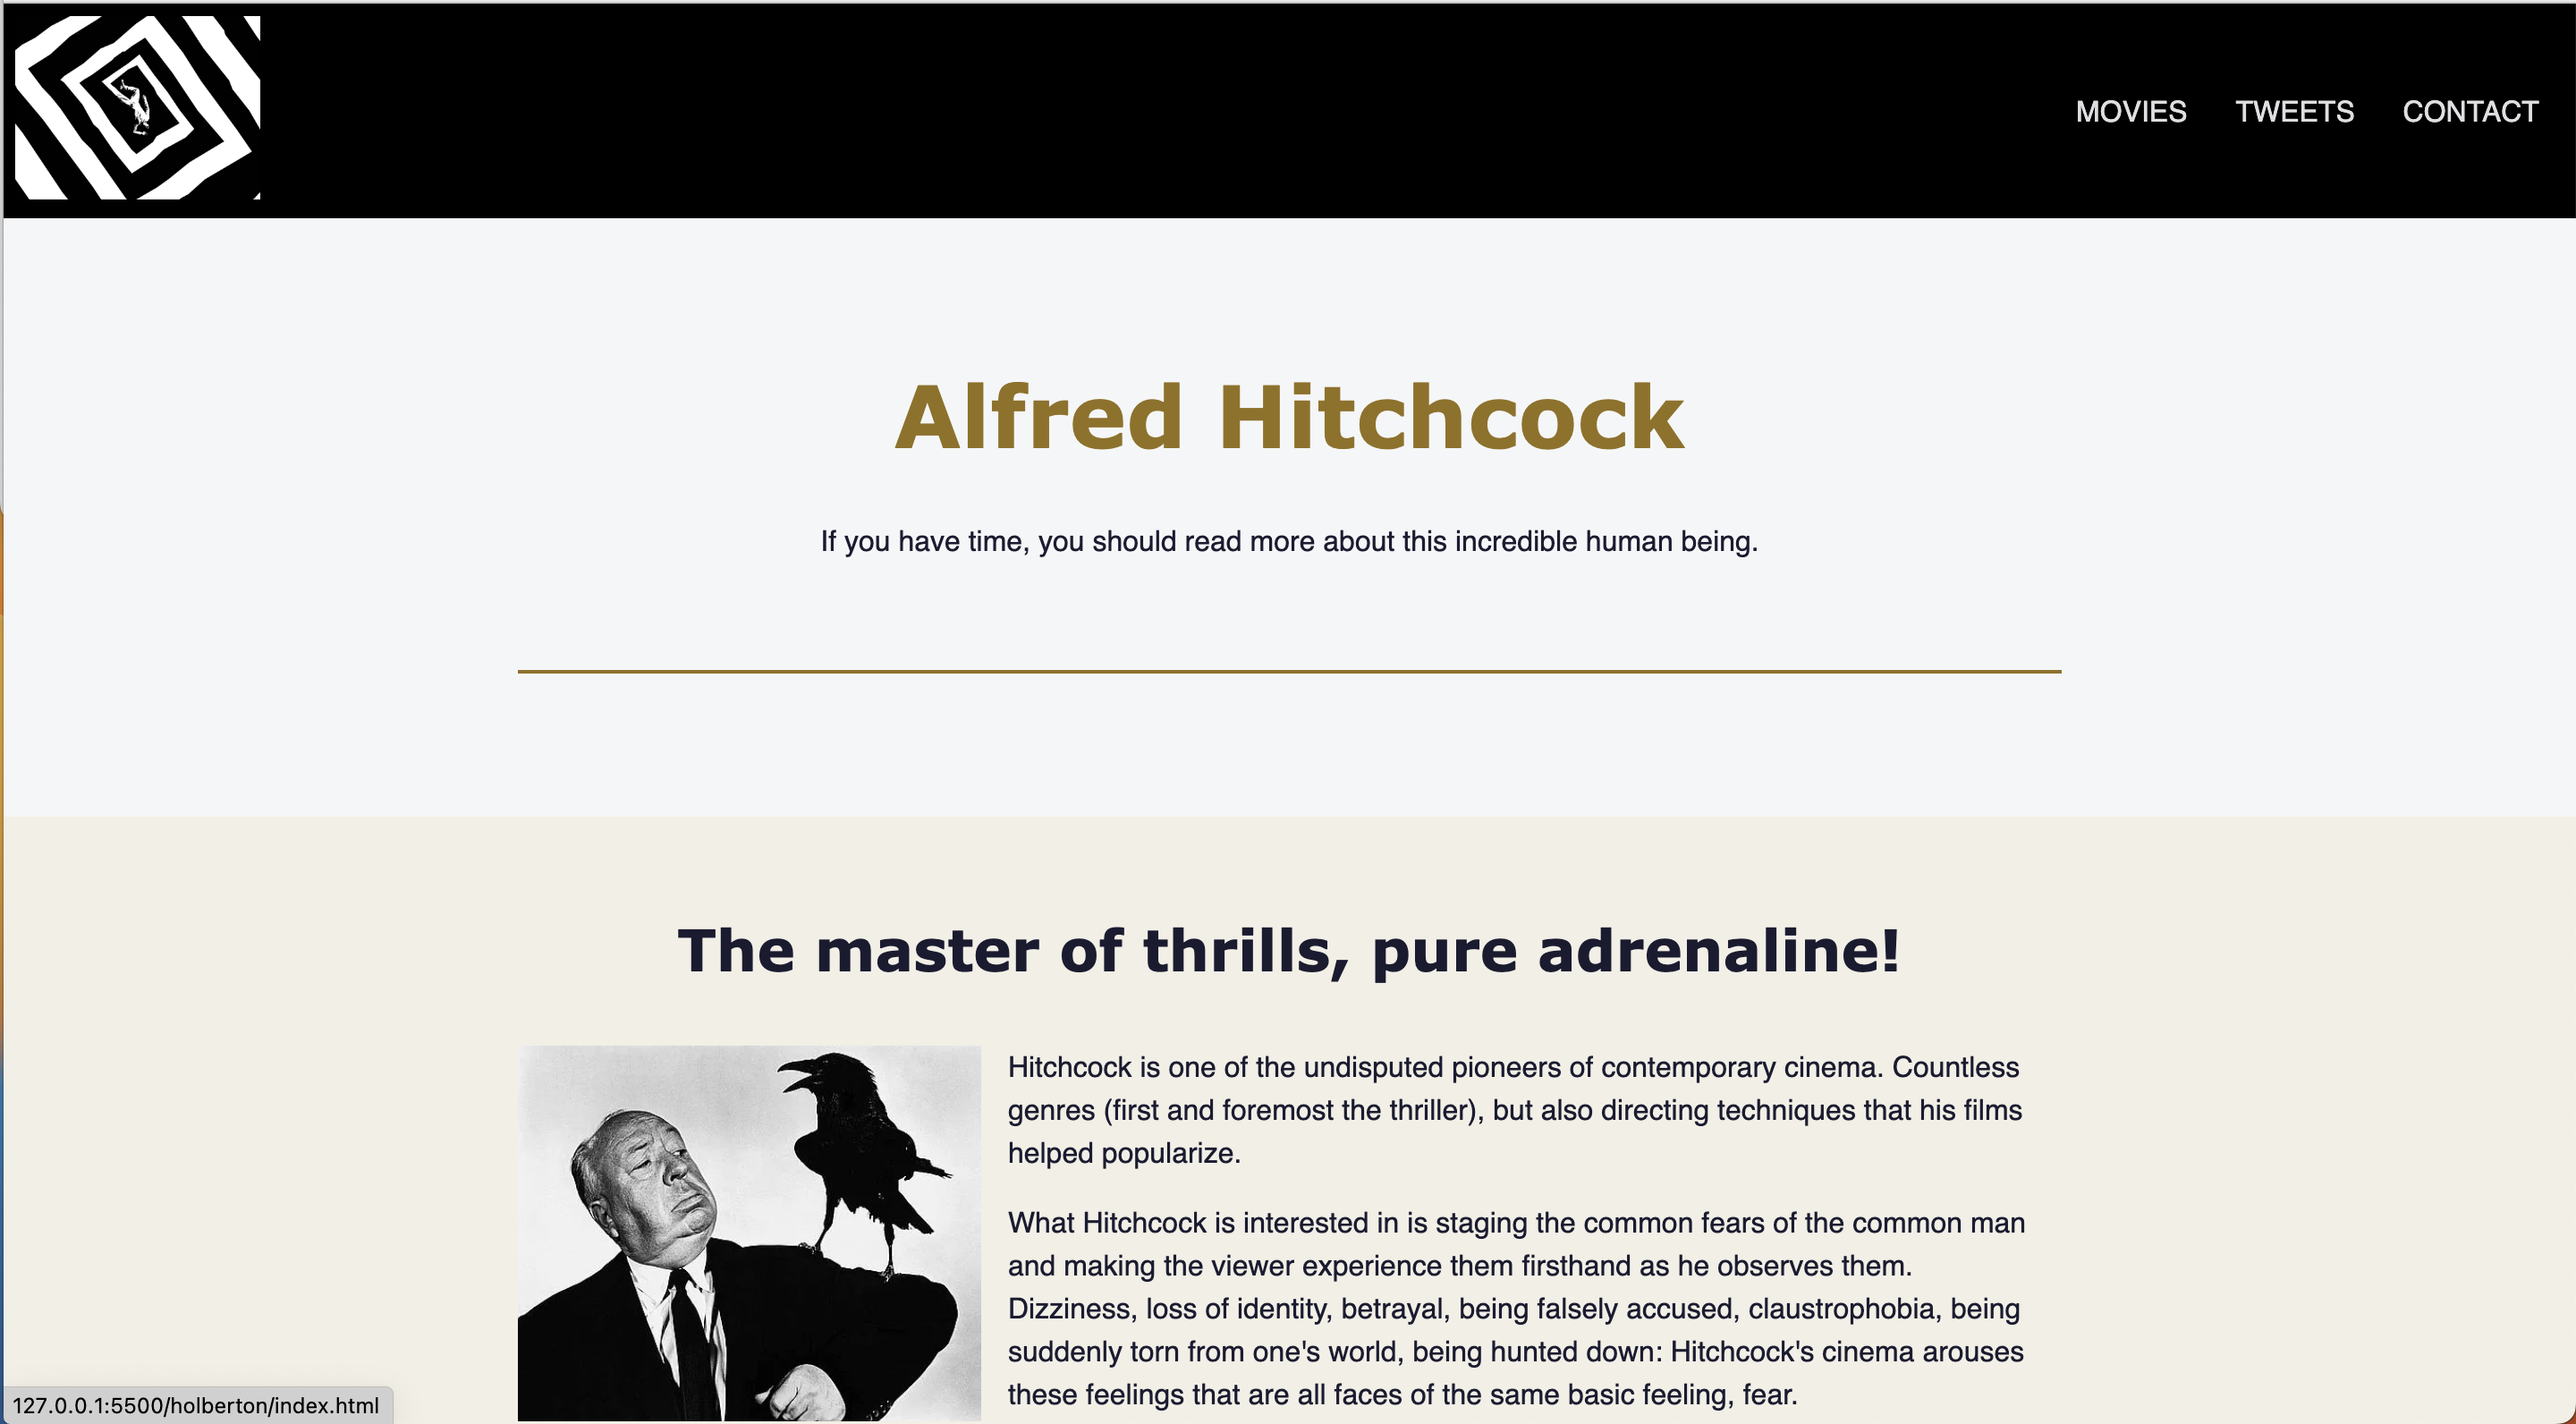 MOVIES TWEETS CONTACT
Alfred Hitchcock
If you have time, you should read more about this incredible human being.
The master of thrills, pure adrenaline!
Hitchcock is one of the undisputed pioneers of contemporary cinema. Countless
genres (first and foremost the thriller), but also directing techniques that his films
helped popularize.
What Hitchcock is interested in is staging the common fears of the common man
and making the viewer experience them firsthand as he observes them.
Dizziness, loss of identity, betrayal, being falsely accused, claustrophobia, being
suddenly torn from one's world, being hunted down: Hitchcock's cinema arouses
these feelings that are all faces of the same basic feeling, fear.
127.0.0.1:5500/holberton/index.html